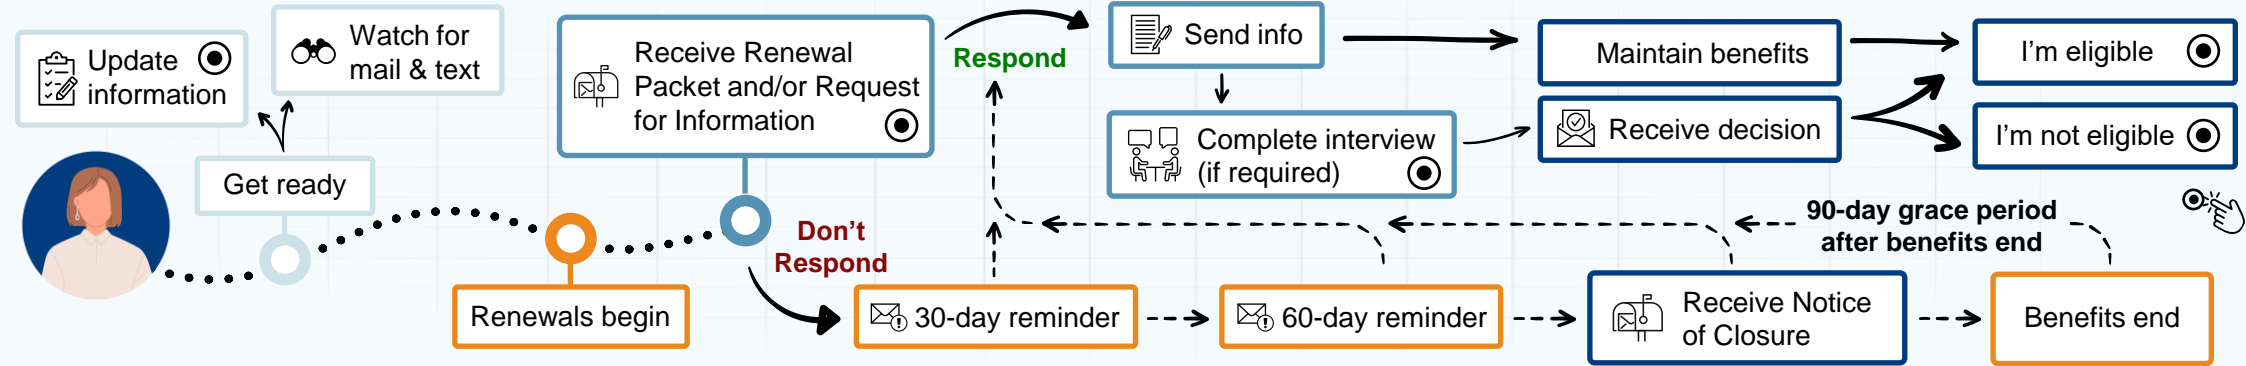 Update
information
Watch for
mail & text
Get ready
Renewals begin
Receive Renewal
Packet and/or Request
for Information
Respond
Don't
Respond
Send info
Complete interview
(if required)
Maintain benefits
Receive decision
I'm eligible
I'm not eligible
90-day grace period
after benefits end
30-day reminder
60-day reminder
Receive Notice
of Closure
Benefits end